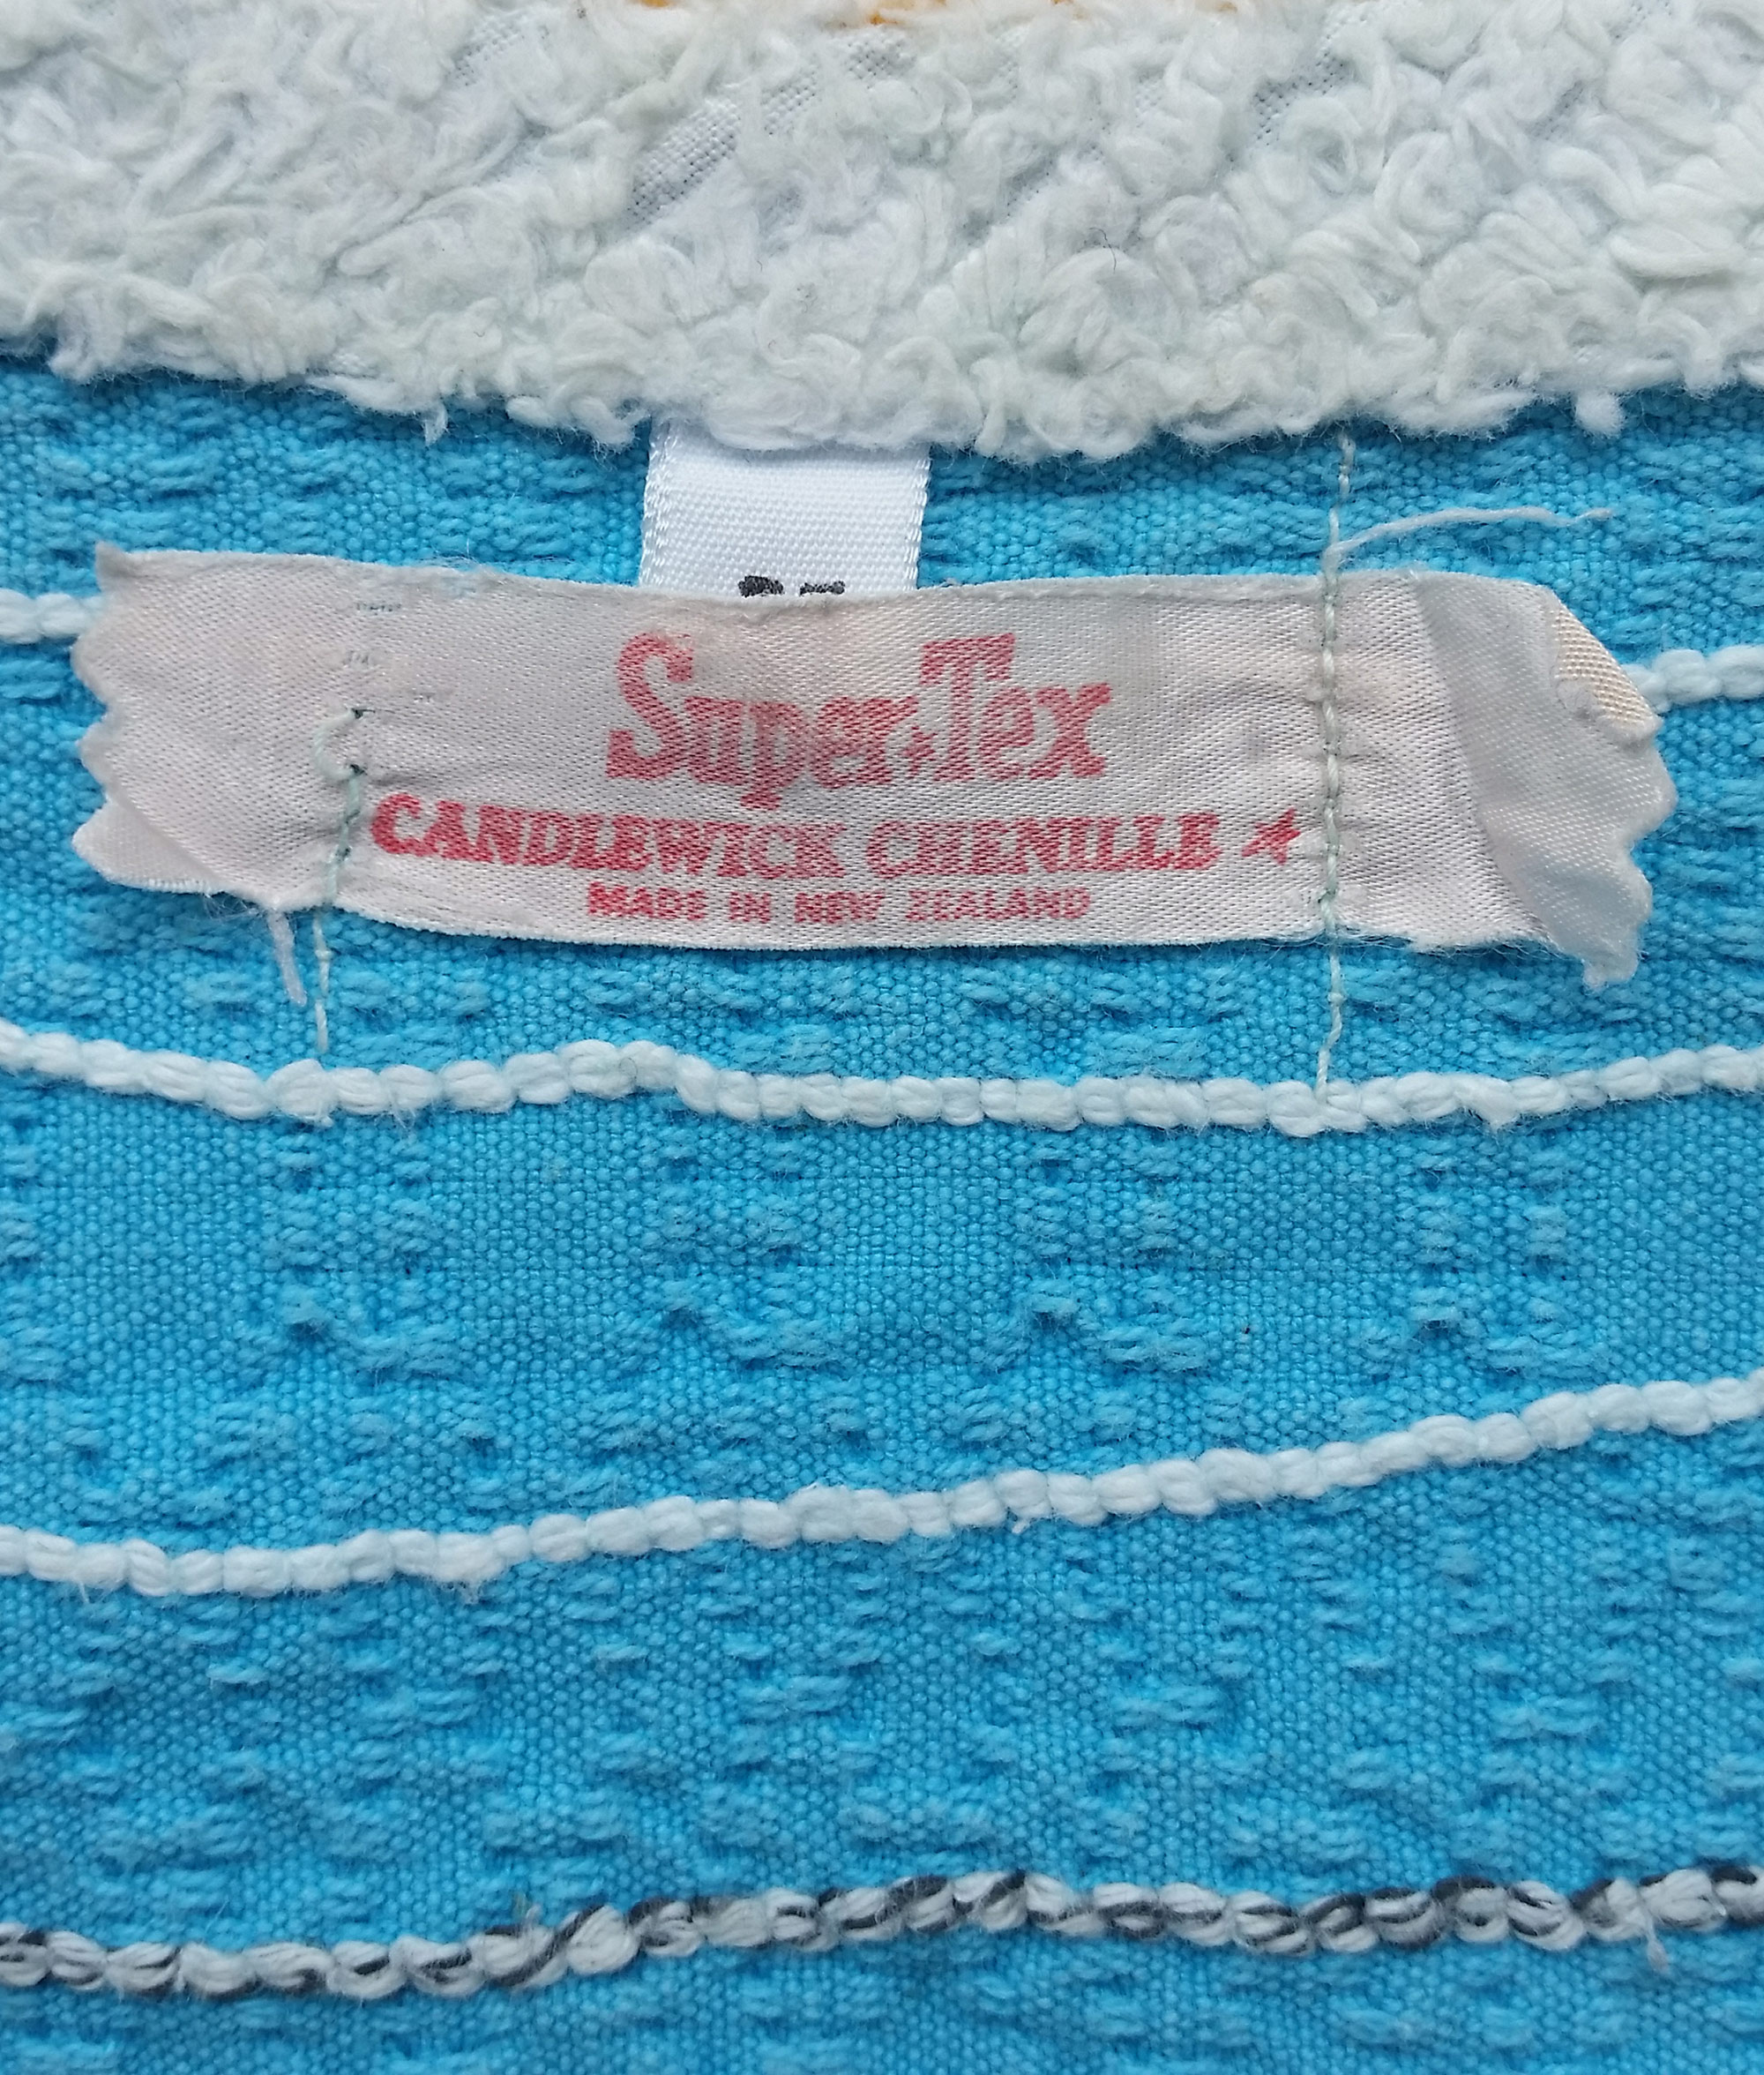 Super★Tex
CANDLEWICK CHENILLE ★
MADE IN NEW ZEALAND